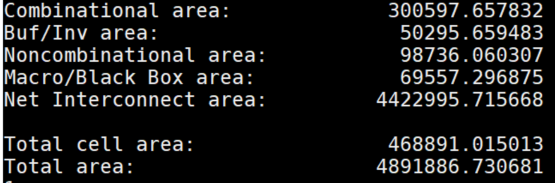 Combinational area: 300597.657832
Buf/Inv area: 50295.659483
Noncombinational area: 98736.060307
Macro/Black Box area: 69557.296875
Net Interconnect area: 4422995.715668
Total cell area: 468891.015013
Total area: 4891886.730681